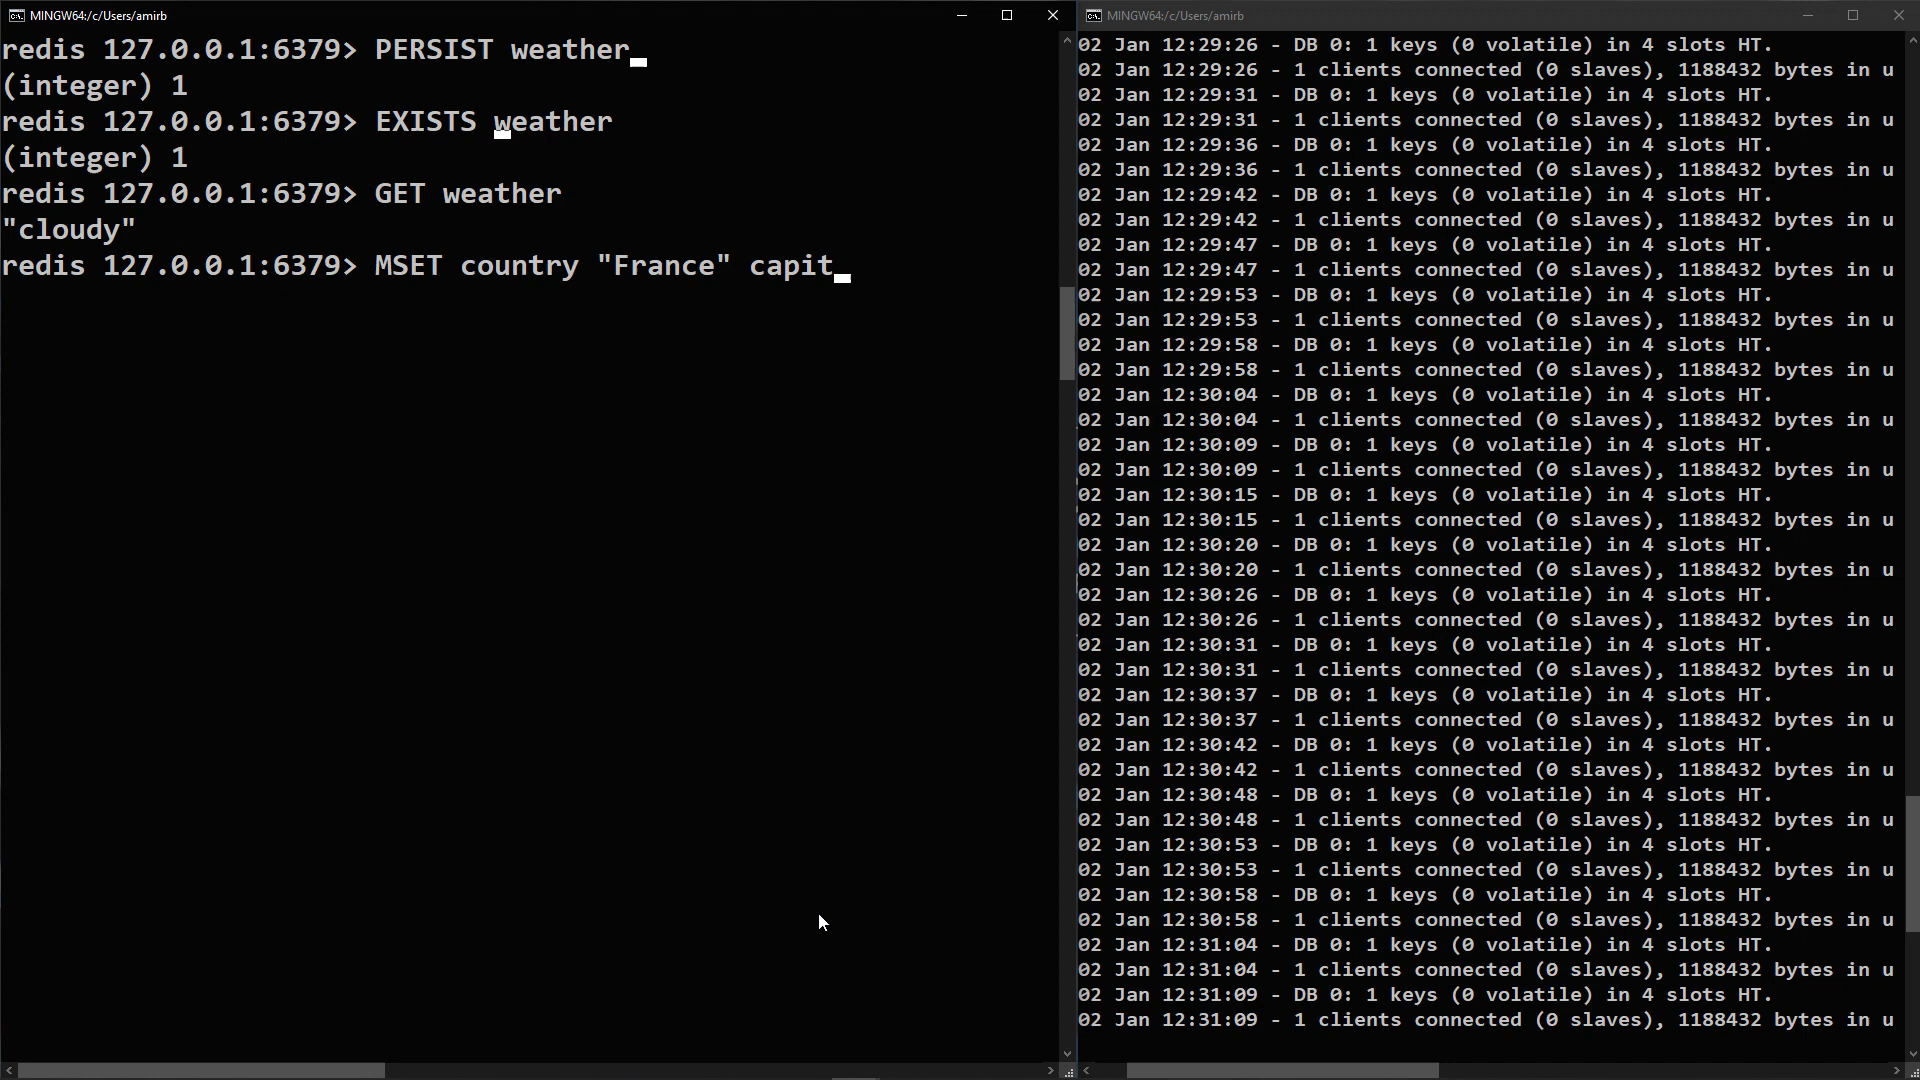 MINGW64:/c/Users/amirb
redis 127.0.0.1:6379> PERSIST weather
(integer) 1
redis 127.0.0.1:6379> EXISTS weather
(integer) 1
redis 127.0.0.1:6379> GET weather
"cloudy"
redis 127.0.0.1:6379> MSET country "France" capit
MINGW64:/c/Users/amirb
02 Jan 12:29:26 - DB 0: 1 keys (0 volatile) in 4 slots HT.
02 Jan 12:29:26 - 1 clients connected (0 slaves), 1188432 bytes in u
02 Jan 12:29:31 - DB 0: 1 keys (0 volatile) in 4 slots HT.
02 Jan 12:29:31 - 1 clients connected (0 slaves), 1188432 bytes in u
02 Jan 12:29:36 - DB 0: 1 keys (0 volatile) in 4 slots HT.
02 Jan 12:29:36 - 1 clients connected (0 slaves), 1188432 bytes in u
02 Jan 12:29:42 - DB 0: 1 keys (0 volatile) in 4 slots HT.
02 Jan 12:29:42 - 1 clients connected (0 slaves), 1188432 bytes in u
02 Jan 12:29:47 - DB 0: 1 keys (0 volatile) in 4 slots HT.
02 Jan 12:29:47 - 1 clients connected (0 slaves), 1188432 bytes in u
02 Jan 12:29:53 - DB 0: 1 keys (0 volatile) in 4 slots HT.
02 Jan 12:29:53 - 1 clients connected (0 slaves), 1188432 bytes in u
02 Jan 12:29:58 - DB 0: 1 keys (0 volatile) in 4 slots HT.
02 Jan 12:29:58 - 1 clients connected (0 slaves), 1188432 bytes in u
02 Jan 12:30:04 - DB 0: 1 keys (0 volatile) in 4 slots HT.
02 Jan 12:30:04 - 1 clients connected (0 slaves), 1188432 bytes in u
02 Jan 12:30:09 - DB 0: 1 keys (0 volatile) in 4 slots HT.
02 Jan 12:30:09 - 1 clients connected (0 slaves), 1188432 bytes in u
02 Jan 12:30:15 - DB 0: 1 keys (0 volatile) in 4 slots HT.
02 Jan 12:30:15 - 1 clients connected (0 slaves), 1188432 bytes in u
02 Jan 12:30:20 - DB 0: 1 keys (0 volatile) in 4 slots HT.
02 Jan 12:30:20 - 1 clients connected (0 slaves), 1188432 bytes in u
02 Jan 12:30:26 - DB 0: 1 keys (0 volatile) in 4 slots HT.
02 Jan 12:30:26 - 1 clients connected (0 slaves), 1188432 bytes in u
02 Jan 12:30:31 - DB 0: 1 keys (0 volatile) in 4 slots HT.
02 Jan 12:30:31 - 1 clients connected (0 slaves), 1188432 bytes in u
02 Jan 12:30:37 - DB 0: 1 keys (0 volatile) in 4 slots HT.
02 Jan 12:30:37 - 1 clients connected (0 slaves), 1188432 bytes in u
02 Jan 12:30:42 - DB 0: 1 keys (0 volatile) in 4 slots HT.
02 Jan 12:30:42 - 1 clients connected (0 slaves), 1188432 bytes in u
02 Jan 12:30:48 - DB 0: 1 keys (0 volatile) in 4 slots HT.
02 Jan 12:30:48 - 1 clients connected (0 slaves), 1188432 bytes in u
02 Jan 12:30:53 - DB 0: 1 keys (0 volatile) in 4 slots HT.
02 Jan 12:30:53 - 1 clients connected (0 slaves), 1188432 bytes in u
02 Jan 12:30:58 - DB 0: 1 keys (0 volatile) in 4 slots HT.
02 Jan 12:30:58 - 1 clients connected (0 slaves), 1188432 bytes in u
02 Jan 12:31:04 - DB 0: 1 keys (0 volatile) in 4 slots HT.
02 Jan 12:31:04 - 1 clients connected (0 slaves), 1188432 bytes in u
02 Jan 12:31:09 - DB 0: 1 keys (0 volatile) in 4 slots HT.
02 Jan 12:31:09 - 1 clients connected (0 slaves), 1188432 bytes in u